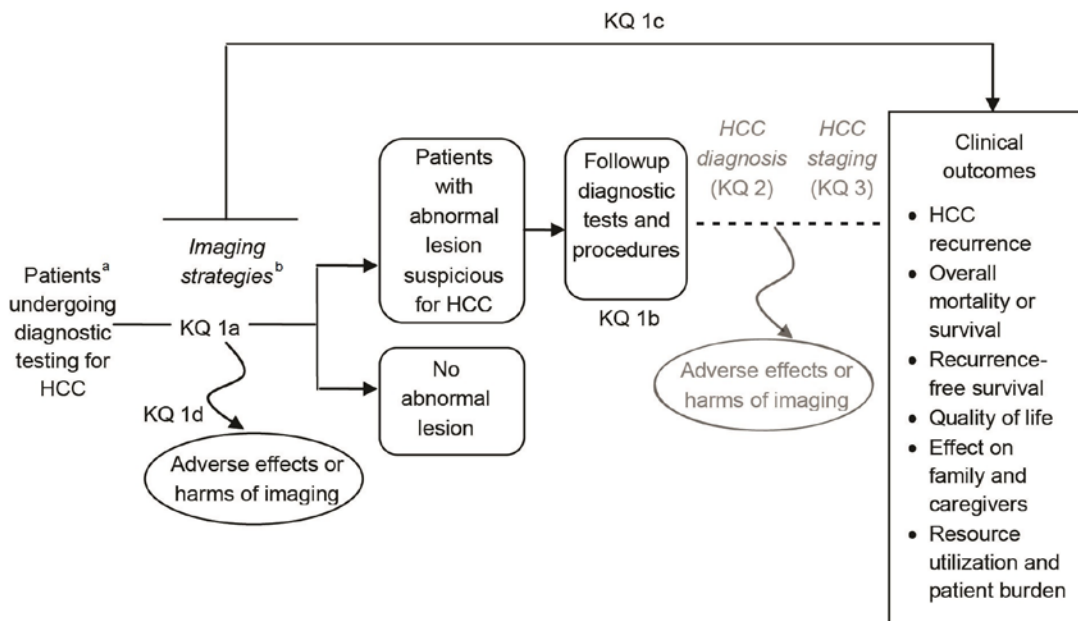 KQ 1c
Patientsᵃ
undergoing
diagnostic
testing for
HCC
Imaging
strategiesᵇ
KQ 1a
KQ 1d
Adverse effects or
harms of imaging
Patients
with
abnormal
lesion
suspicious
for HCC
No
abnormal
lesion
Followup
diagnostic
tests and
procedures
KQ 1b
HCC
diagnosis
(KQ 2)
HCC
staging
(KQ 3)
Adverse effects or
harms of imaging
Clinical
outcomes
• HCC
recurrence
• Overall
mortality or
survival
• Recurrence-
free survival
• Quality of life
• Effect on
family and
caregivers
• Resource
utilization and
patient burden